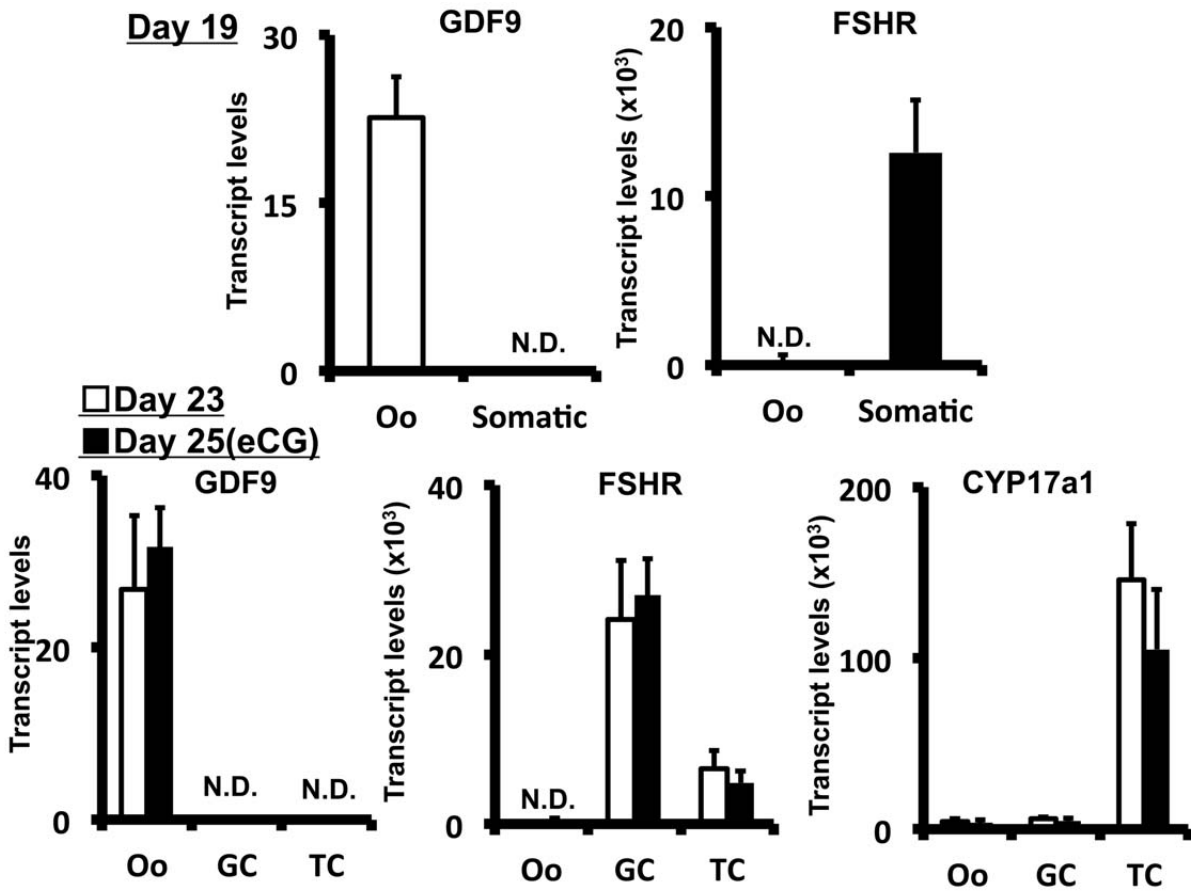 Day 19
GDF9
Transcript levels
30
15
0
N.D.
Oo Somatic
FSHR
Transcript levels (x10³)
20
10
0
N.D.
Oo Somatic
Day 23
Day 25(eCG)
GDF9
Transcript levels
40
20
0
N.D. N.D.
Oo GC TC
FSHR
Transcript levels (x10³)
40
20
0
N.D.
Oo GC TC
CYP17a1
Transcript levels (x10³)
200
100
0
Oo GC TC